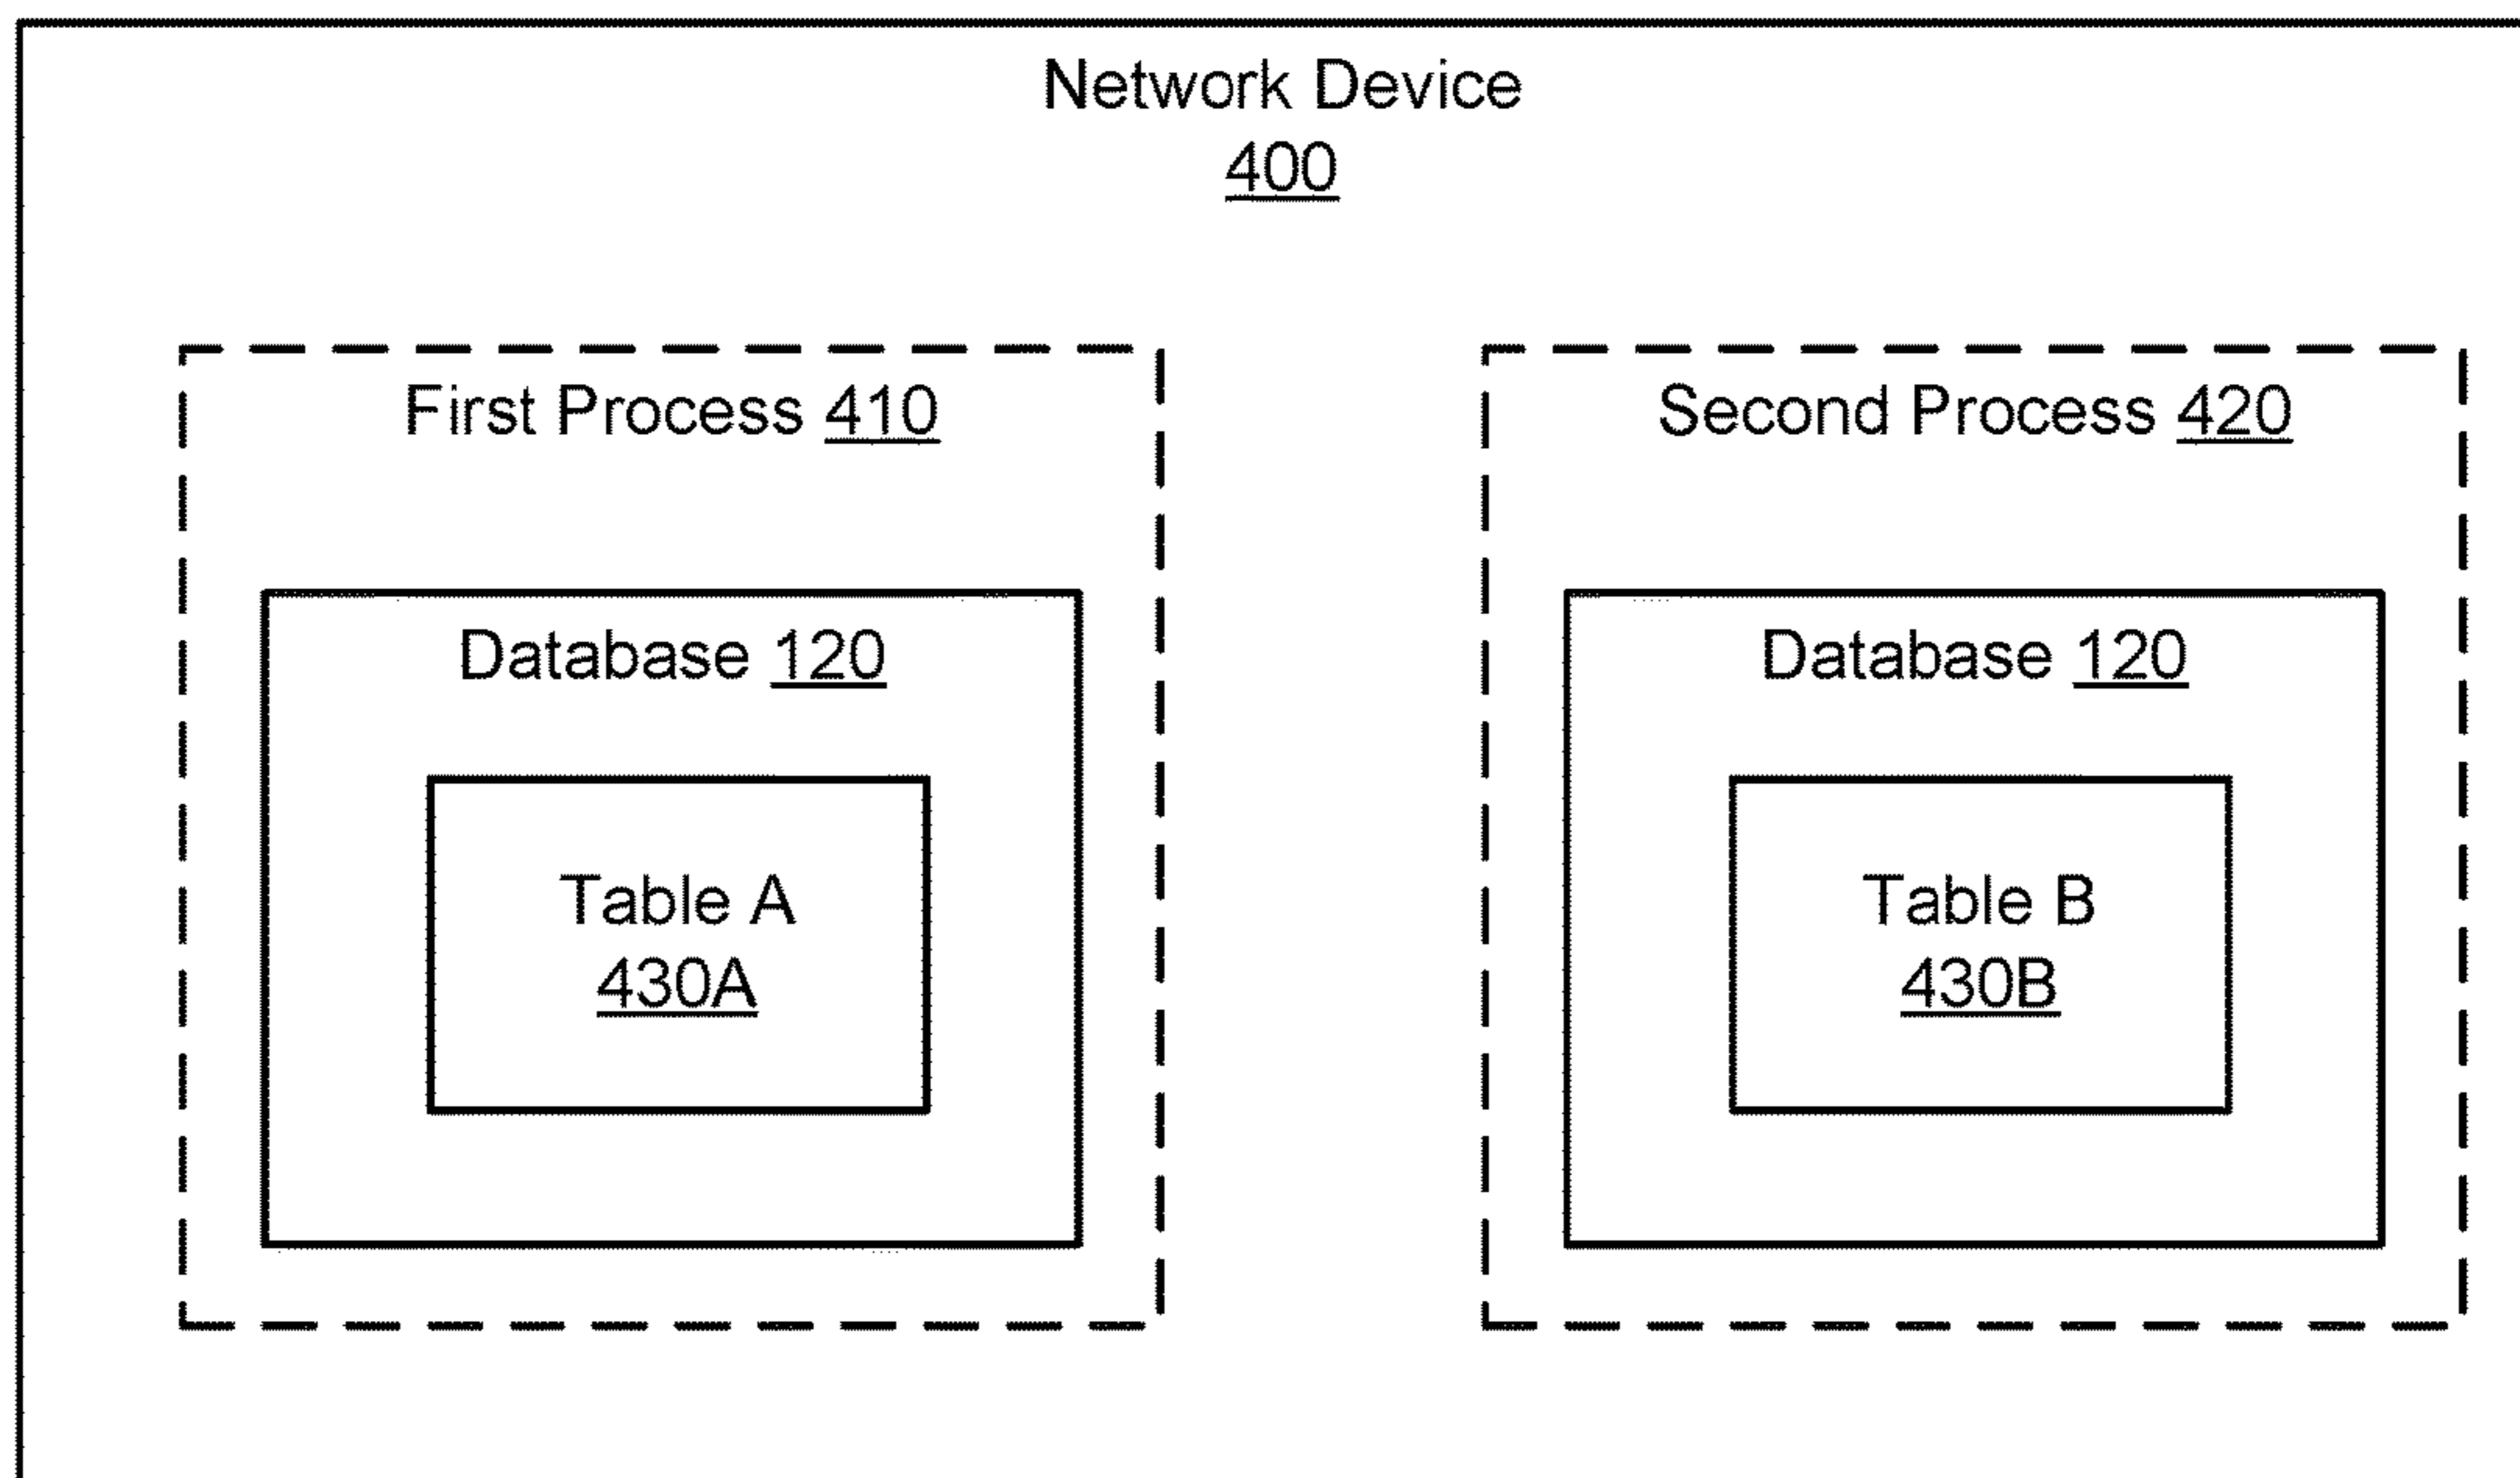 Network Device
400
First Process 410
Second Process 420
Database 120
Database 120
Table A
430A
Table B
430B